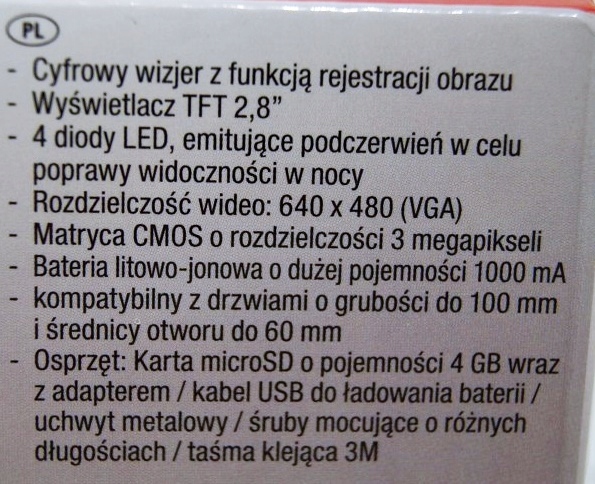 PL
- Cyfrowy wizjer z funkcją rejestracji obrazu
- Wyświetlacz TFT 2,8”
- 4 diody LED, emitujące podczerwień w celu
poprawy widoczności w nocy
- Rozdzielczość wideo: 640 x 480 (VGA)
- Matryca CMOS o rozdzielczości 3 megapikseli
- Bateria litowo-jonowa o dużej pojemności 1000 mA
- kompatybilny z drzwiami o grubości do 100 mm
i średnicy otworu do 60 mm
- Osprzęt: Karta microSD o pojemności 4 GB wraz
z adapterem / kabel USB do ładowania baterii /
uchwyt metalowy / śruby mocujące o różnych
długościach / taśma klejąca 3M